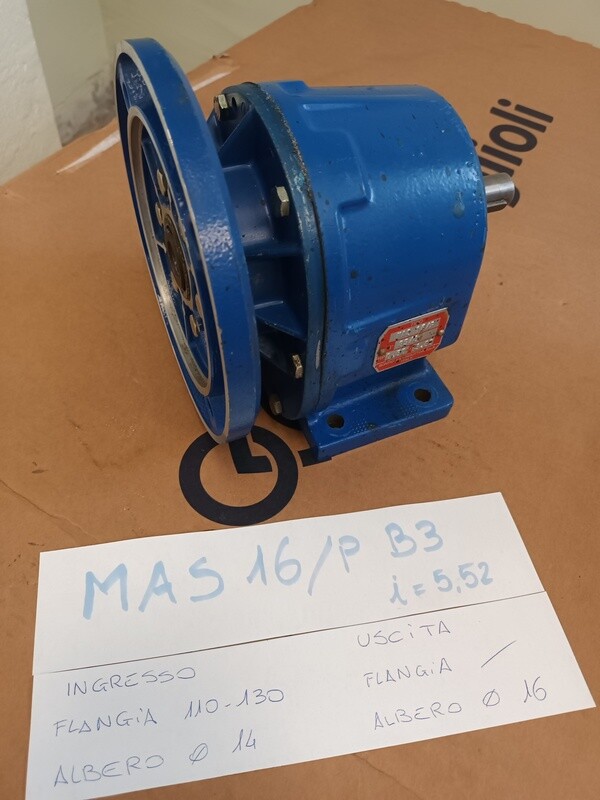 MAS 16/P B3
i = 5,52
INGRESSO
FLANGIA 110-130
ALBERO Ø 14
USCITA
FLANGIA /
ALBERO Ø 16